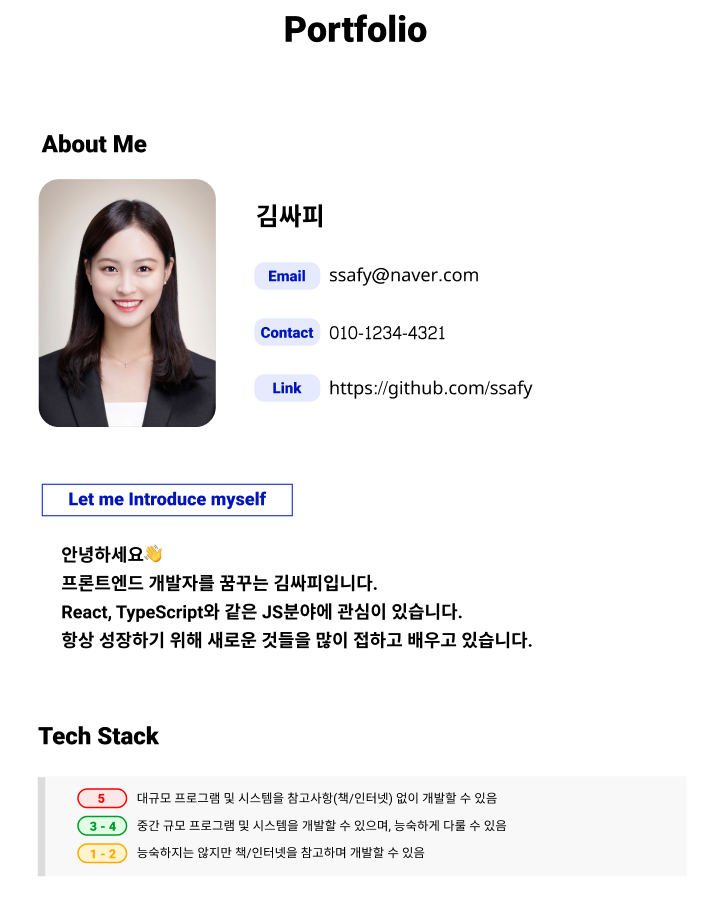 Portfolio
About Me
김싸피
Email ssafy@naver.com
Contact 010-1234-4321
Link https://github.com/ssafy
Let me Introduce myself
안녕하세요👋
프론트엔드 개발자를 꿈꾸는 김싸피입니다.
React, TypeScript와 같은 JS분야에 관심이 있습니다.
항상 성장하기 위해 새로운 것들을 많이 접하고 배우고 있습니다.
Tech Stack
5 대규모 프로그램 및 시스템을 참고사항(책/인터넷) 없이 개발할 수 있음
3 - 4 중간 규모 프로그램 및 시스템을 개발할 수 있으며, 능숙하게 다룰 수 있음
1 - 2 능숙하지는 않지만 책/인터넷을 참고하며 개발할 수 있음